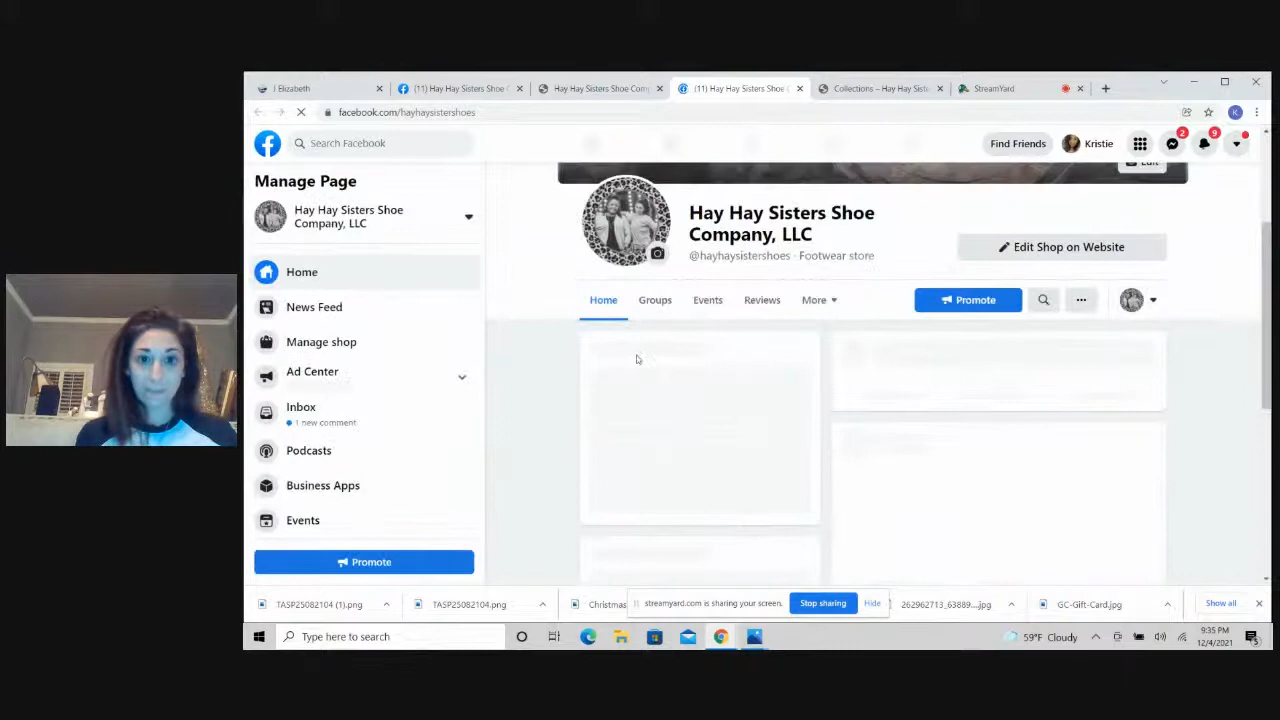 J Elizabeth
(11) Hay Hay Sisters Shoe
Hay Hay Sisters Shoe Comp
(11) Hay Hay Sisters Shoe
Collections – Hay Hay Siste
StreamYard
facebook.com/hayhaysistershoes
Search Facebook
Find Friends
Kristie
2
9
Manage Page
Hay Hay Sisters Shoe
Company, LLC
Home
News Feed
Manage shop
Ad Center
Inbox
1 new comment
Podcasts
Business Apps
Events
Promote
Edit
Hay Hay Sisters Shoe
Company, LLC
@hayhaysistershoes · Footwear store
Edit Shop on Website
Home
Groups
Events
Reviews
More
Promote
TASP25082104 (1).png
TASP25082104.png
Christmas
streamyard.com is sharing your screen.
Stop sharing
Hide
262962713_63889....jpg
GC-Gift-Card.jpg
Show all
Type here to search
59°F Cloudy
9:35 PM
12/4/2021
5